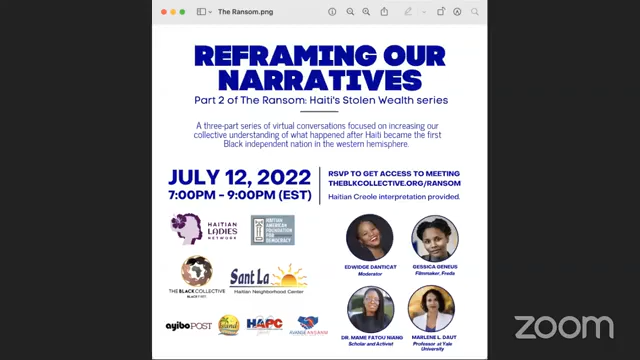 The Ransom.png
REFRAMING OUR
NARRATIVES
Part 2 of The Ransom: Haiti's Stolen Wealth series
A three-part series of virtual conversations focused on increasing our
collective understanding of what happened after Haiti became the first
Black independent nation in the western hemisphere.
JULY 12, 2022
7:00PM - 9:00PM (EST)
RSVP TO GET ACCESS TO MEETING
THEBLKCOLLECTIVE.ORG/RANSOM
Haitian Creole interpretation provided.
HAITIAN
LADIES
NETWORK
HAITIAN
AMERICAN
FOUNDATION
FOR
DEMOCRACY
EDWIDGE DANTICAT
Moderator
GESSICA GENEUS
Filmmaker, Freda
THE BLACK COLLECTIVE
BLACK FIRST
Sant La
Haitian Neighborhood Center
ayiboPOST
Island
HAPC
AVANSE ANSANM
DR. MAME FATOU NIANG
Scholar and Activist
MARLENE L. DAUT
Professor at Yale
University
zoom